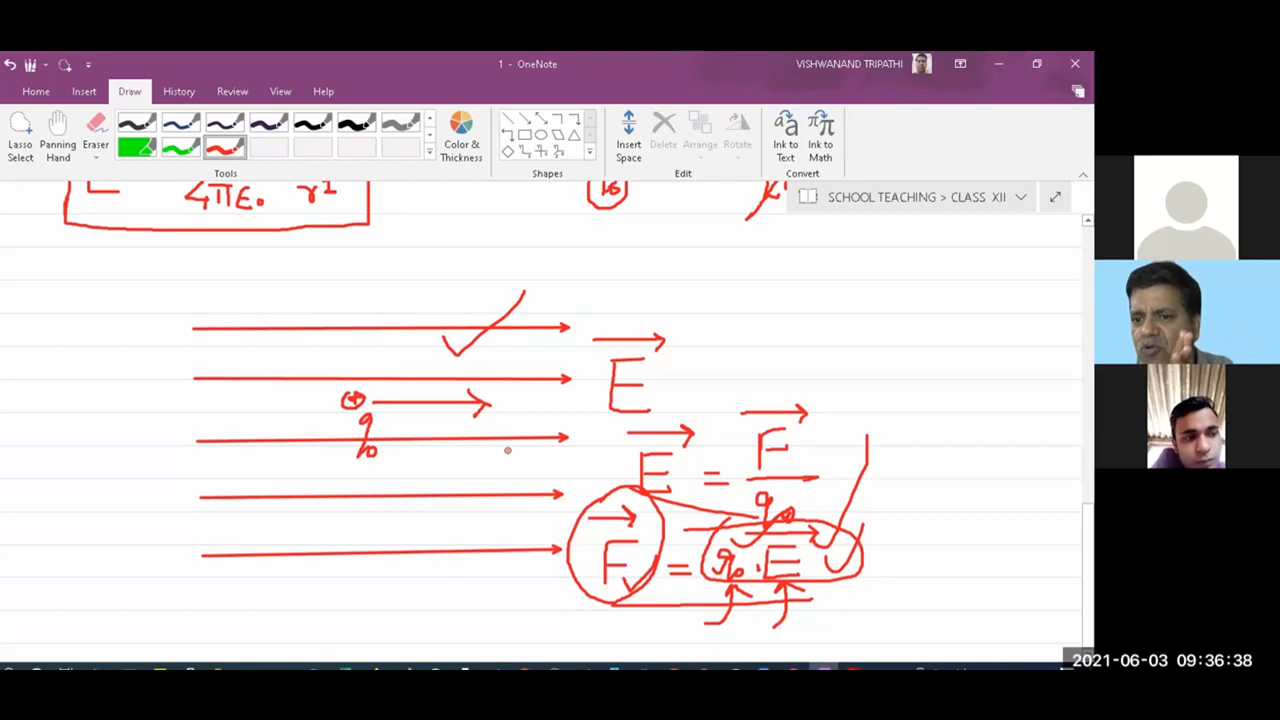 1 - OneNote
VISHWANAND TRIPATHI
Home Insert Draw History Review View Help
Lasso Select
Panning Hand
Eraser
Color & Thickness
Insert Space
Delete
Arrange
Rotate
Ink to Text
Ink to Math
Tools
Shapes
Edit
Convert
SCHOOL TEACHING > CLASS XII
4πε₀ r²
16
E
q₀
E = F
q₀
F = q₀ . E
2021-06-03 09:36:38